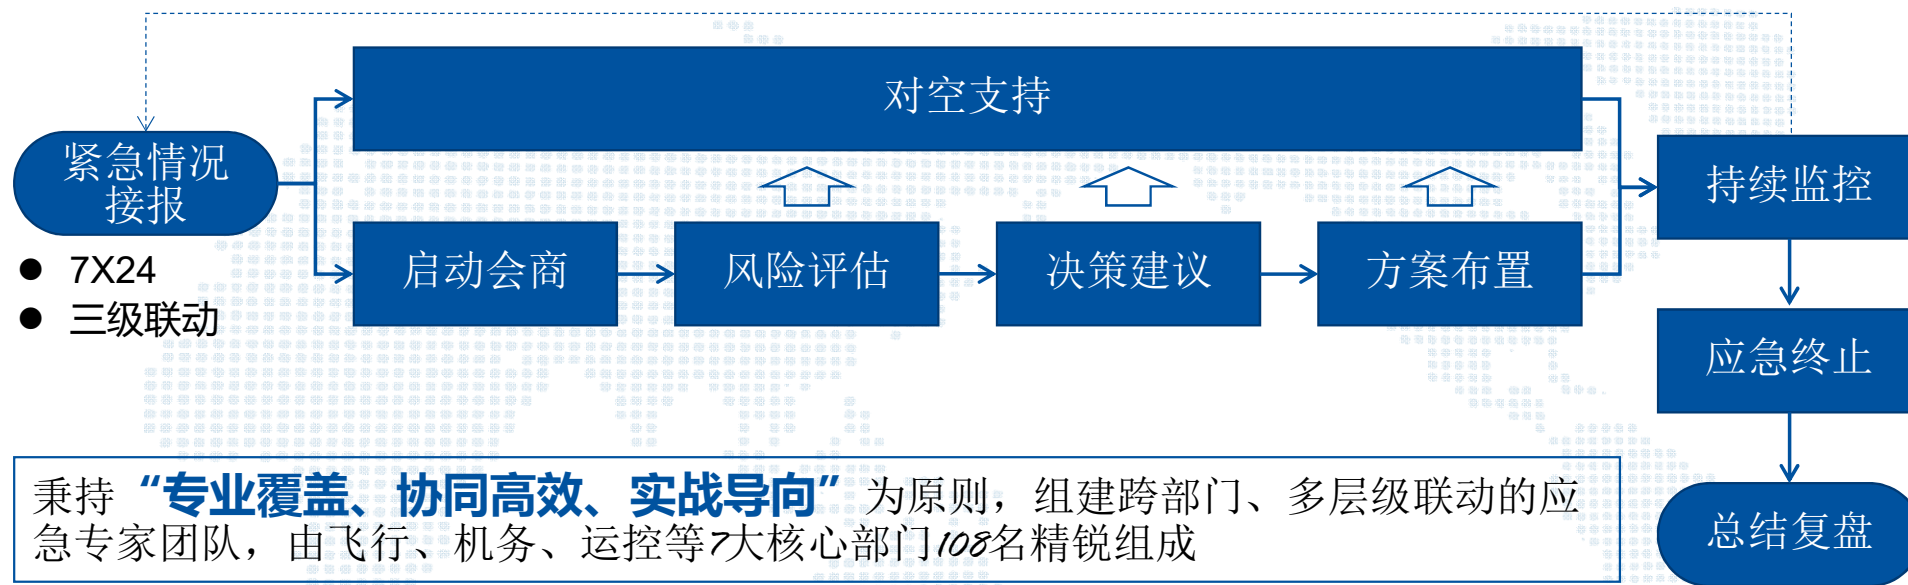 对空支持
紧急情况
接报
持续监控
启动会商
风险评估
决策建议
方案布置
● 7X24
● 三级联动
应急终止
秉持“专业覆盖、协同高效、实战导向”为原则，组建跨部门、多层级联动的应
急专家团队，由飞行、机务、运控等7大核心部门108名精锐组成
总结复盘